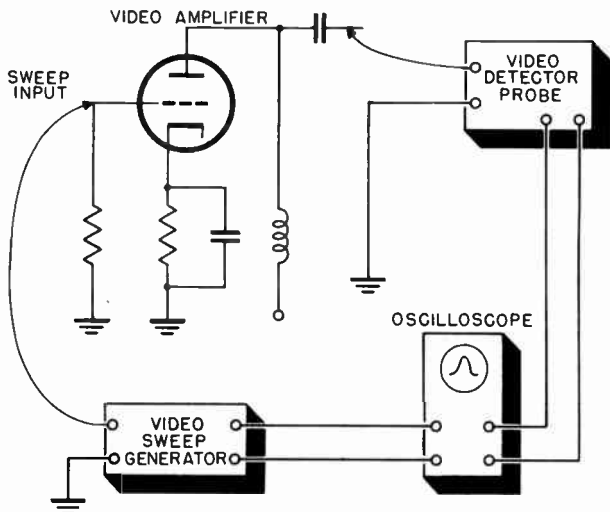 VIDEO AMPLIFIER
SWEEP
INPUT
VIDEO
DETECTOR
PROBE
OSCILLOSCOPE
VIDEO
SWEEP
GENERATOR